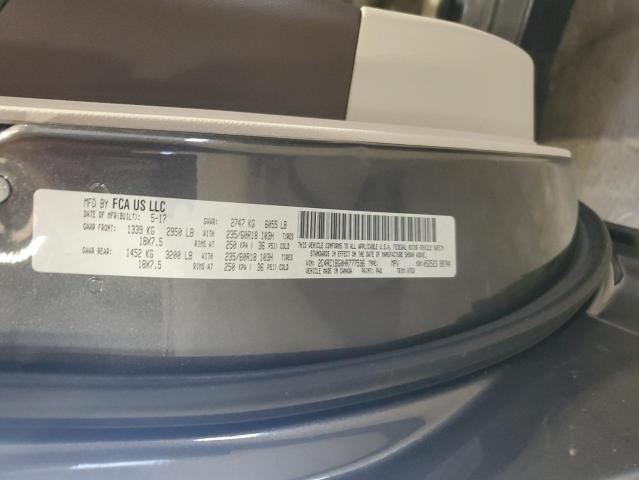 MFD BY FCA US LLC
DATE OF MFR(BUILT): 5-17 GVWR: 2747 KG 6055 LB
GAWR FRONT: 1339 KG 2950 LB WITH 235/60R18 103H TIRES
18X7.5 RIMS AT 250 KPA ( 36 PSI) COLD
GAWR REAR: 1452 KG 3200 LB WITH 235/60R18 103H TIRES
18X7.5 RIMS AT 250 KPA ( 36 PSI) COLD
THIS VEHICLE CONFORMS TO ALL APPLICABLE U.S.A. FEDERAL MOTOR VEHICLE SAFETY
STANDARDS IN EFFECT ON THE DATE OF MANUFACTURE SHOWN ABOVE.
VIN: TYPE: MPV
VEHICLE MADE IN CANADA PAINT: TRIM: